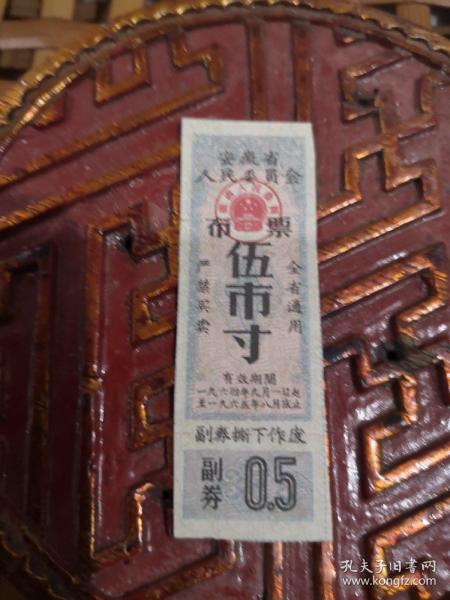 安徽省
人民委员会
布票
伍市寸
严禁买卖
全省通用
有效期间
一九六四年九月一日起
至一九六五年八月底止
副券撕下作废
副券
0.5
孔夫子旧书网
www.kongfz.com